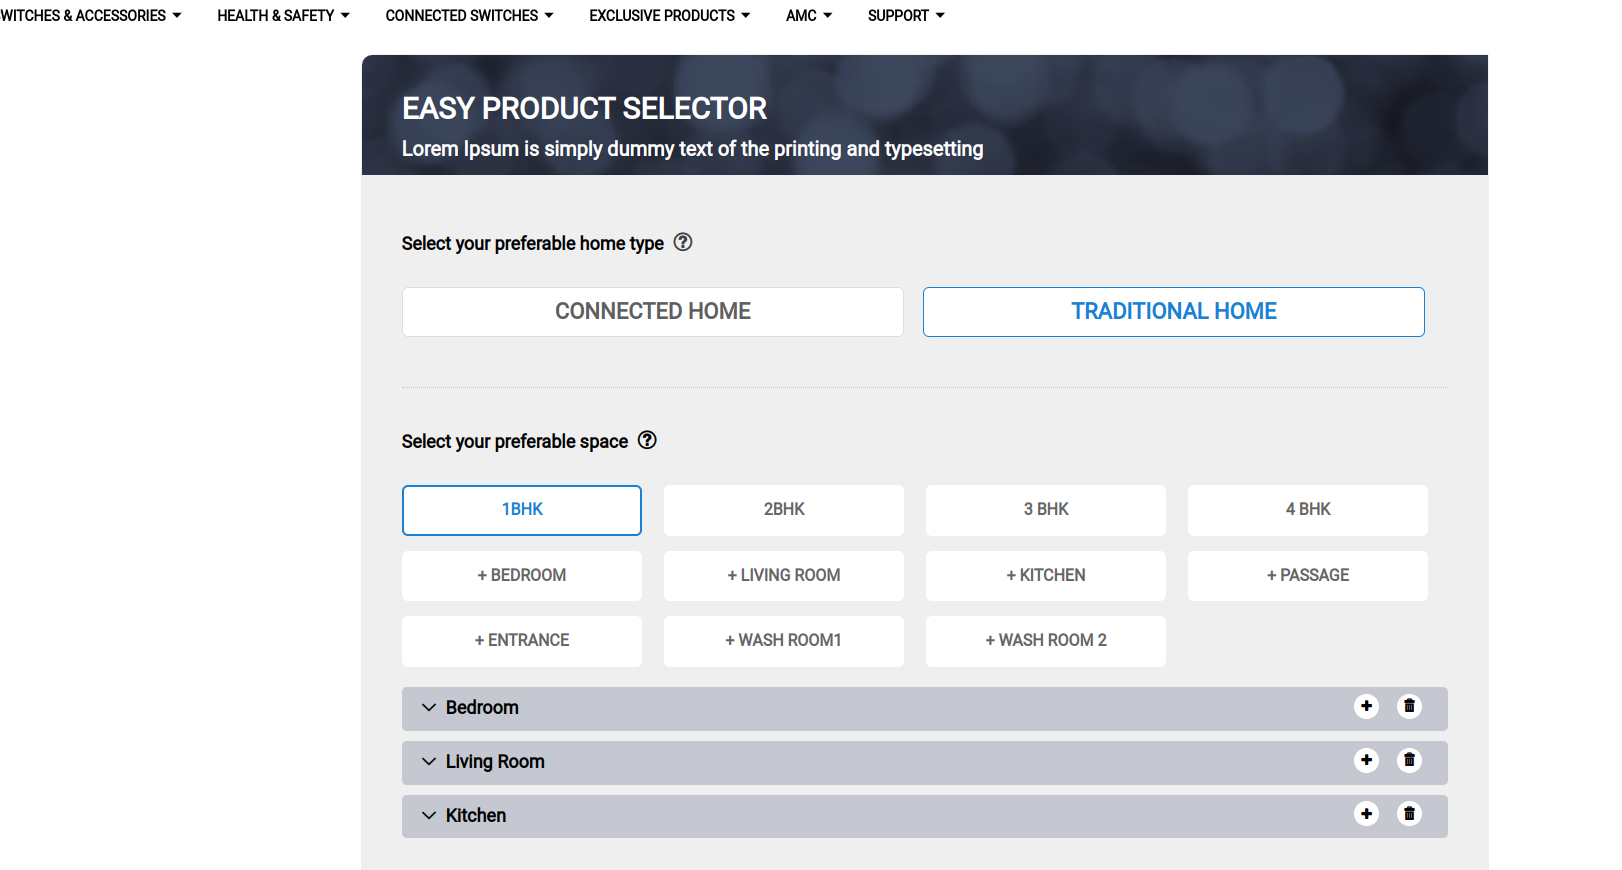 WITCHES & ACCESSORIES HEALTH & SAFETY CONNECTED SWITCHES EXCLUSIVE PRODUCTS AMC SUPPORT
EASY PRODUCT SELECTOR
Lorem Ipsum is simply dummy text of the printing and typesetting
Select your preferable home type
CONNECTED HOME TRADITIONAL HOME
Select your preferable space
1BHK 2BHK 3 BHK 4 BHK
+ BEDROOM + LIVING ROOM + KITCHEN + PASSAGE
+ ENTRANCE + WASH ROOM1 + WASH ROOM 2
Bedroom
Living Room
Kitchen